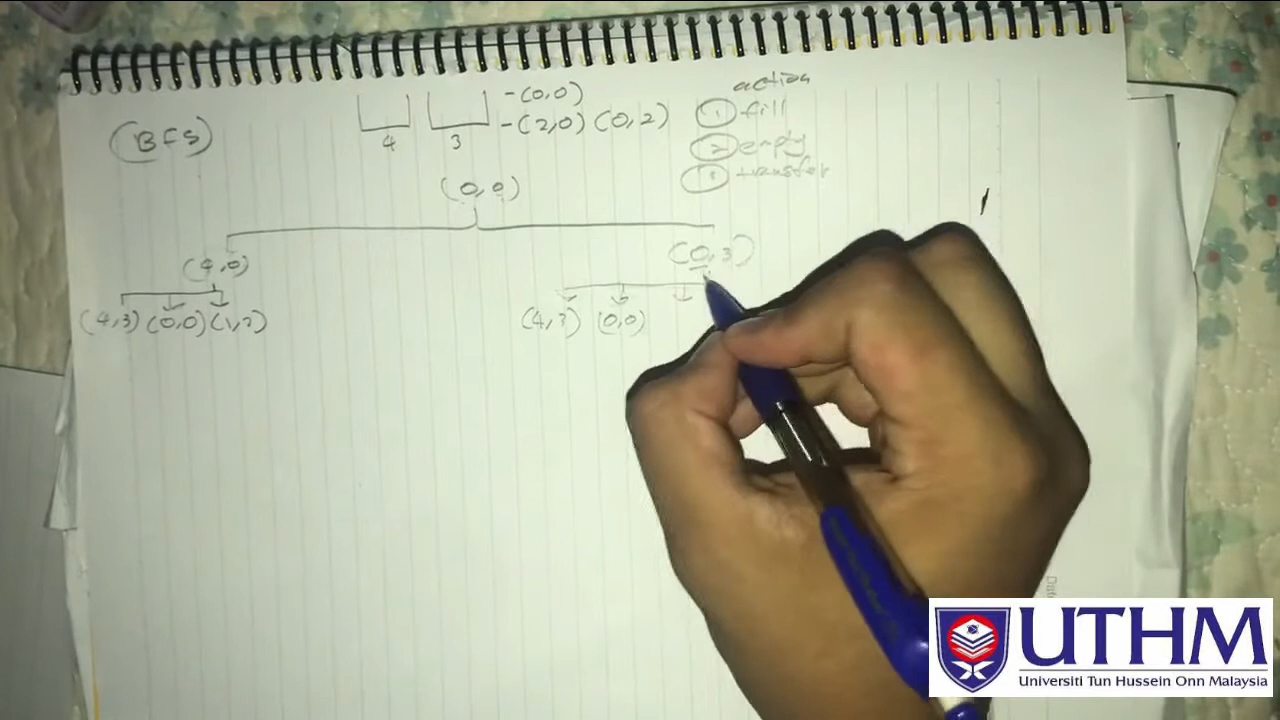 action
-(0,0)
① fill
(BFS)
-(2,0) (0,2)
4 3
② empty
① transfer
(0,0)
(4,0) (0,3)
(4,3) (0,0) (1,3) (4,3) (0,0)
UTHM
Universiti Tun Hussein Onn Malaysia